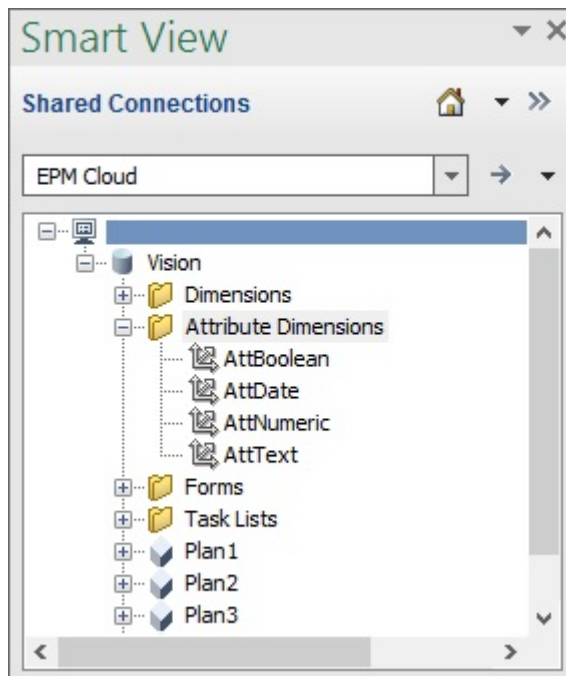 Smart View
Shared Connections
EPM Cloud
Vision
Dimensions
Attribute Dimensions
AttBoolean
AttDate
AttNumeric
AttText
Forms
Task Lists
Plan1
Plan2
Plan3